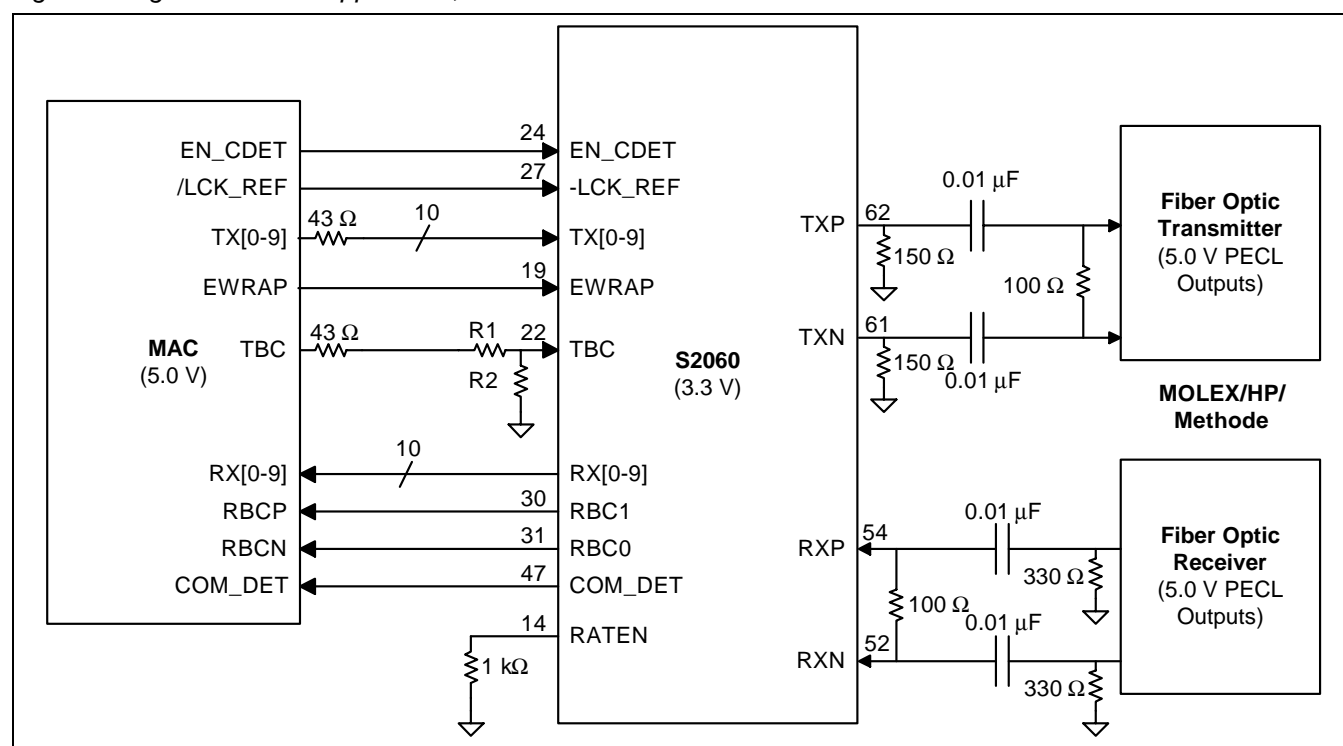 24
EN_CDET
EN_CDET
27
/LCK_REF
-LCK_REF
43 Ω
10
TX[0-9]
TX[0-9]
19
EWRAP
EWRAP
43 Ω
R1
22
TBC
TBC
R2
MAC
(5.0 V)
S2060
(3.3 V)
10
RX[0-9]
RX[0-9]
30
RBCP
RBC1
31
RBCN
RBC0
47
COM_DET
COM_DET
14
RATEN
1 kΩ
0.01 μF
TXP
62
150 Ω
100 Ω
TXN
61
150 Ω
0.01 μF
Fiber Optic
Transmitter
(5.0 V PECL
Outputs)
MOLEX/HP/
Methode
0.01 μF
RXP
54
330 Ω
100 Ω
0.01 μF
RXN
52
330 Ω
Fiber Optic
Receiver
(5.0 V PECL
Outputs)